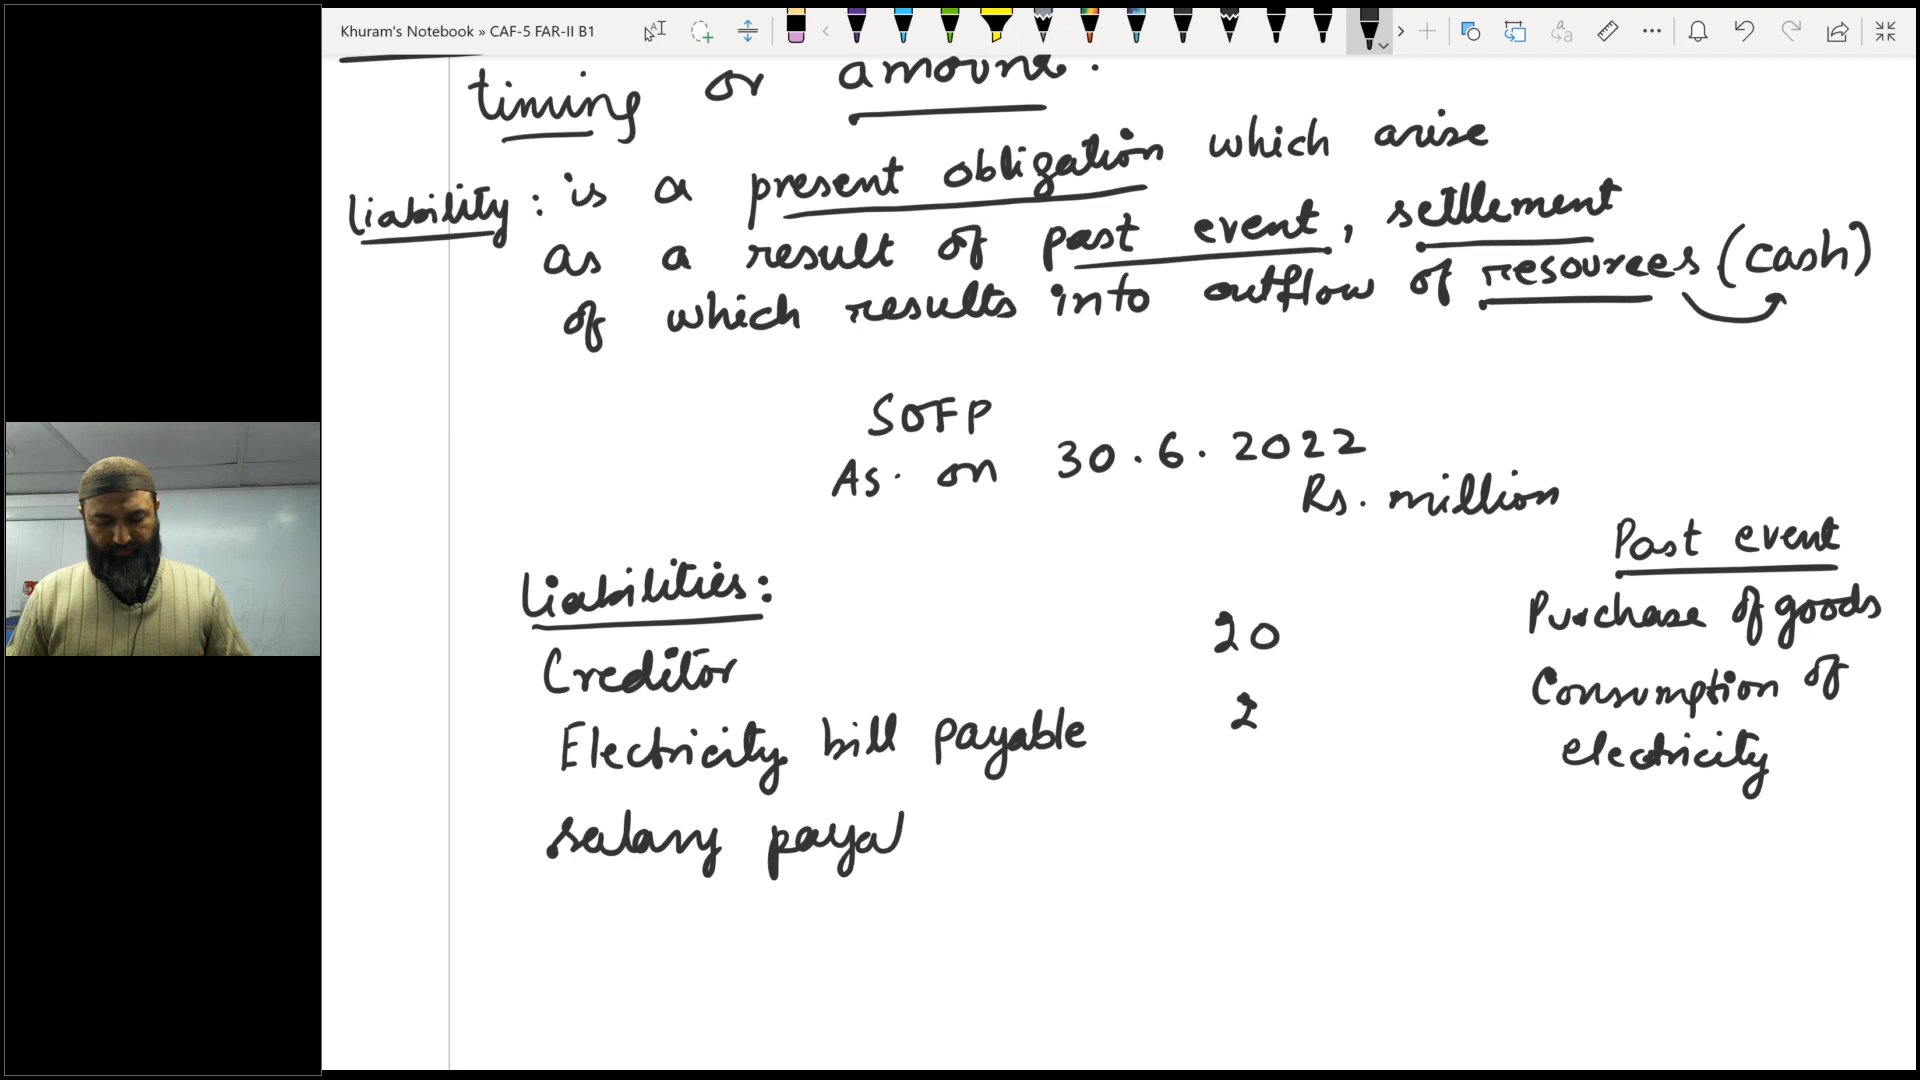 Khuram's Notebook » CAF-5 FAR-II B1
timing or amount.
liability: is a present obligation which arise
as a result of past event, settlement
of which results into outflow of resources (cash)
SOFP
As. on 30.6.2022
Rs. million
Past event
Liabilities:
Creditor 20 Purchase of goods
Electricity bill payable 2 Consumption of
electricity
salary payal